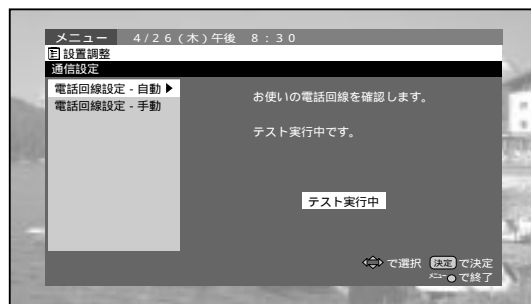 メニュー 4/26(木)午後 8:30
設置調整
通信設定
電話回線設定 - 自動▶
電話回線設定 - 手動
お使いの電話回線を確認します。
テスト実行中です。
テスト実行中
で選択 決定 で決定
メニュー で終了